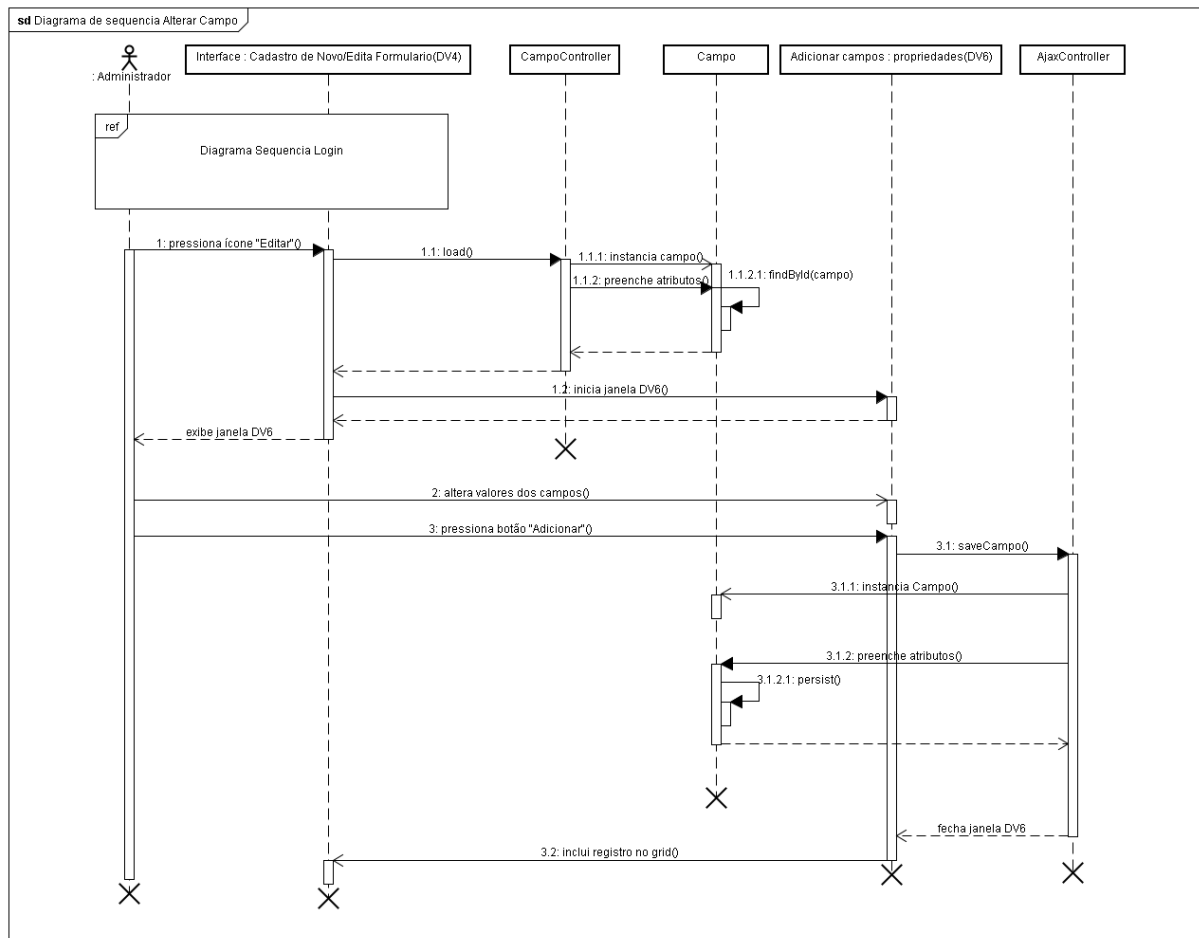 sd Diagrama de sequencia Alterar Campo
: Administrador
Interface : Cadastro de Novo/Edita Formulario(DV4)
CampoController
Campo
Adicionar campos : propriedades(DV6)
AjaxController
ref
Diagrama Sequencia Login
1: pressiona ícone "Editar"()
1.1: load()
1.1.1: instancia campo()
1.1.2: preenche atributos()
1.1.2.1: findById(campo)
1.2: inicia janela DV6()
exibe janela DV6
2: altera valores dos campos()
3: pressiona botão "Adicionar"()
3.1: saveCampo()
3.1.1: instancia Campo()
3.1.2: preenche atributos()
3.1.2.1: persist()
fecha janela DV6
3.2: inclui registro no grid()